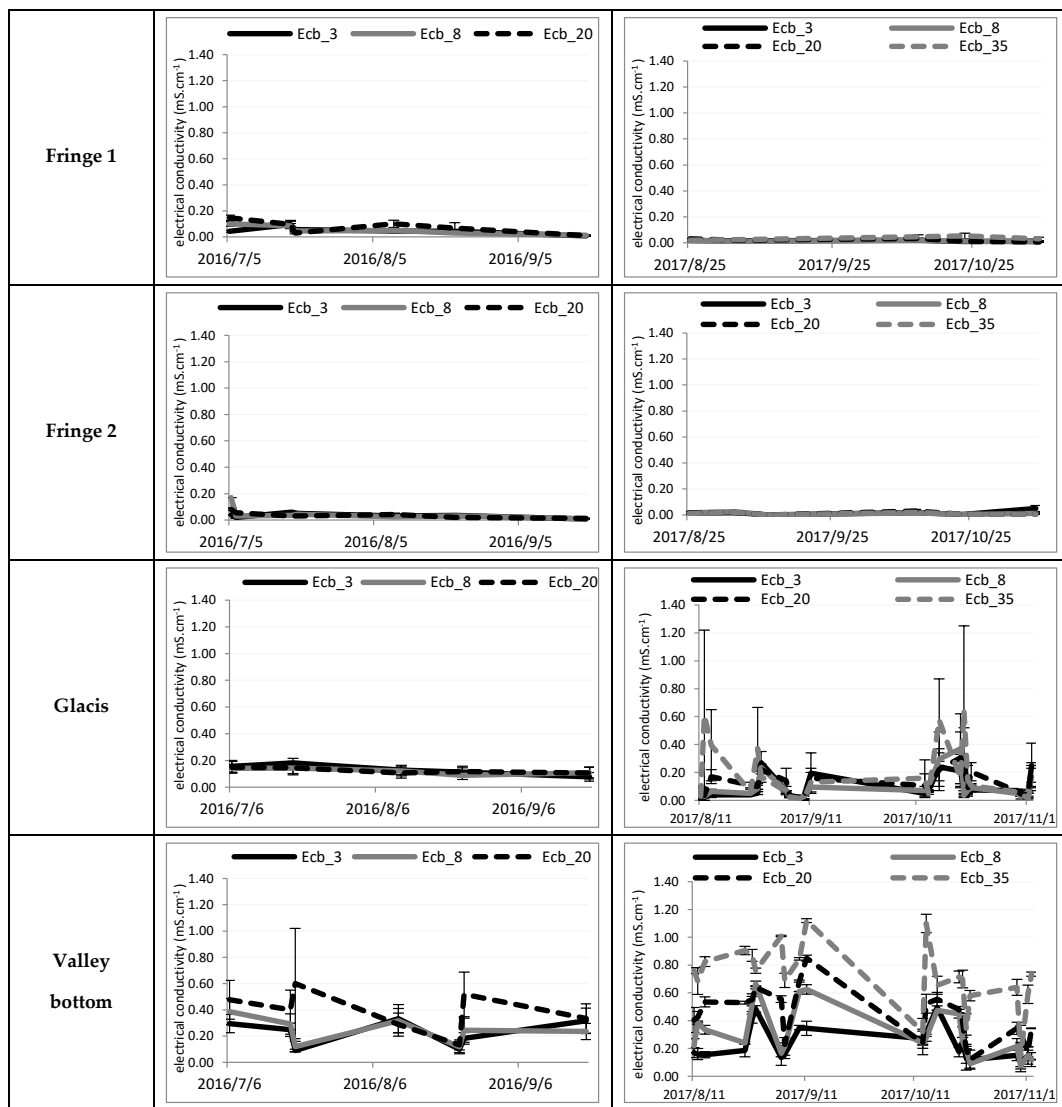 Fringe 1
Ecb_3 Ecb_8 Ecb_20
electrical conductivity (mS.cm-1)
1.40
1.20
1.00
0.80
0.60
0.40
0.20
0.00
2016/7/5 2016/8/5 2016/9/5
Ecb_3 Ecb_8
Ecb_20 Ecb_35
electrical conductivity (mS.cm-1)
1.40
1.20
1.00
0.80
0.60
0.40
0.20
0.00
2017/8/25 2017/9/25 2017/10/25
Fringe 2
Ecb_3 Ecb_8 Ecb_20
electrical conductivity (mS.cm-1)
1.40
1.20
1.00
0.80
0.60
0.40
0.20
0.00
2016/7/5 2016/8/5 2016/9/5
Ecb_3 Ecb_8
Ecb_20 Ecb_35
electrical conductivity (mS.cm-1)
1.40
1.20
1.00
0.80
0.60
0.40
0.20
0.00
2017/8/25 2017/9/25 2017/10/25
Glacis
Ecb_3 Ecb_8 Ecb_20
electrical conductivity (mS.cm-1)
1.40
1.20
1.00
0.80
0.60
0.40
0.20
0.00
2016/7/6 2016/8/6 2016/9/6
Ecb_3 Ecb_8
Ecb_20 Ecb_35
electrical conductivity (mS.cm-1)
1.40
1.20
1.00
0.80
0.60
0.40
0.20
0.00
2017/8/11 2017/9/11 2017/10/11 2017/11/1
Valley
bottom
Ecb_3 Ecb_8 Ecb_20
electrical conductivity (mS.cm-1)
1.40
1.20
1.00
0.80
0.60
0.40
0.20
0.00
2016/7/6 2016/8/6 2016/9/6
Ecb_3 Ecb_8
Ecb_20 Ecb_35
electrical conductivity (mS.cm-1)
1.40
1.20
1.00
0.80
0.60
0.40
0.20
0.00
2017/8/11 2017/9/11 2017/10/11 2017/11/1